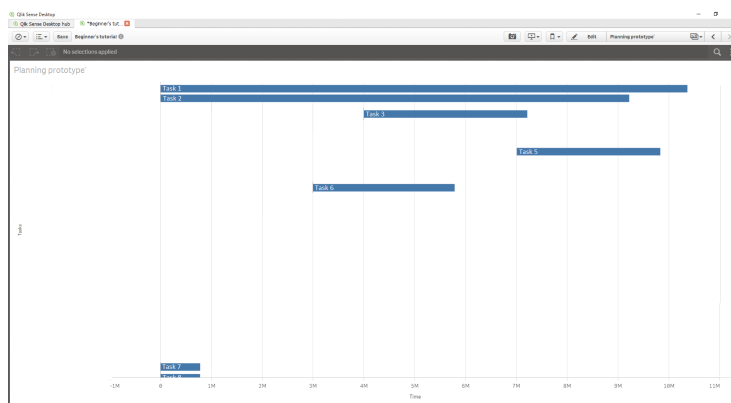 Qlik Sense Desktop
Qlik Sense Desktop hub
*Beginner's tut...
Save Beginner's tutorial
Edit Planning prototype'
No selections applied
Planning prototype'
Task 1
Task 2
Task 3
Task 5
Task 6
Tasks
Task 7
-1M 0 1M 2M 3M 4M 5M 6M 7M 8M 9M 10M 11M
Time